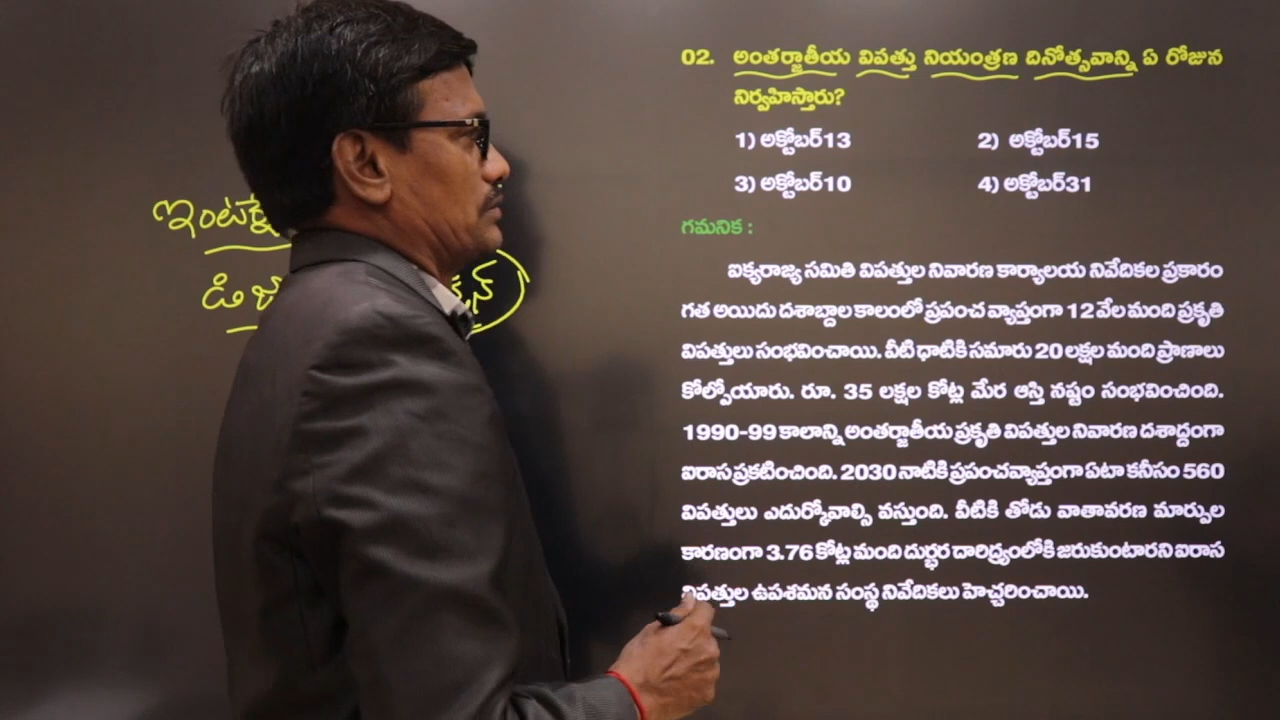 02. అంతర్జాతీయ విపత్తు నియంత్రణ దినోత్సవాన్ని ఏ రోజున
నిర్వహిస్తారు?
1) అక్టోబర్13 2) అక్టోబర్15
3) అక్టోబర్10 4) అక్టోబర్31
గమనిక :
ఐక్యరాజ్య సమితి విపత్తుల నివారణ కార్యాలయ నివేదికల ప్రకారం
గత అయిదు దశాబ్దాల కాలంలో ప్రపంచ వ్యాప్తంగా 12 వేల మంది ప్రకృతి
విపత్తులు సంభవించాయి. వీటి ధాటికి సమారు 20 లక్షల మంది ప్రాణాలు
కోల్పోయారు. రూ. 35 లక్షల కోట్ల మేర ఆస్తి నష్టం సంభవించింది.
1990-99 కాలాన్ని అంతర్జాతీయ ప్రకృతి విపత్తుల నివారణ దశాద్దంగా
ఐరాస ప్రకటించింది. 2030 నాటికి ప్రపంచవ్యాప్తంగా ఏటా కనీసం 560
విపత్తులు ఎదుర్కోవాల్సి వస్తుంది. వీటికి తోడు వాతావరణ మార్పుల
కారణంగా 3.76 కోట్ల మంది దుర్భర దారిద్ర్యంలోకి జరుకుంటారని ఐరాస
విపత్తుల ఉపశమన సంస్థ నివేదికలు హెచ్చరించాయి.